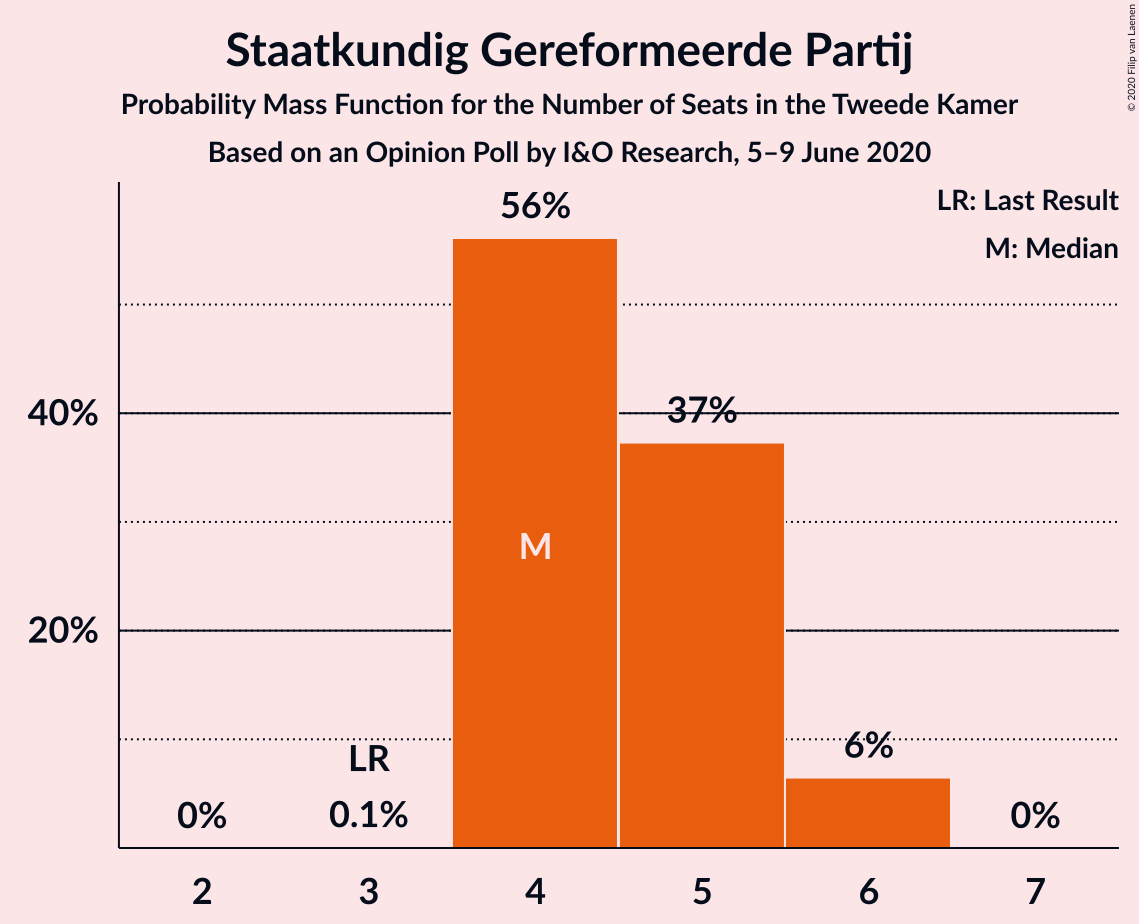 Staatkundig Gereformeerde Partij
Probability Mass Function for the Number of Seats in the Tweede Kamer
Based on an Opinion Poll by I&O Research, 5–9 June 2020
© 2020 Filip van Laenen
LR: Last Result
M: Median
56%
40%
37%
M
20%
6%
LR
0%
0.1%
0%
2
3
4
5
6
7